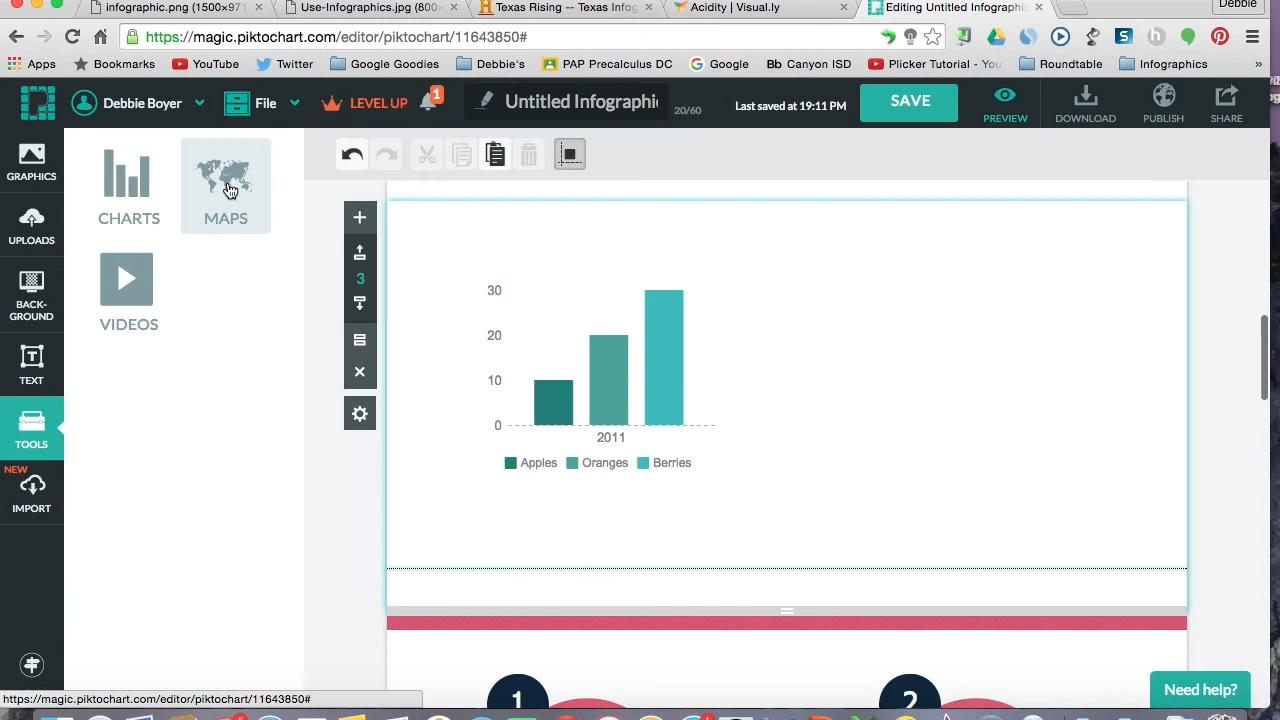 infographic.png (1500×971
Use-Infographics.jpg (800×
Texas Rising -- Texas Infog
Acidity | Visual.ly
Editing Untitled Infographic
Debbie
https://magic.piktochart.com/editor/piktochart/11643850#
Apps Bookmarks YouTube Twitter Google Goodies Debbie's PAP Precalculus DC Google Bb Canyon ISD Plicker Tutorial - You Roundtable Infographics »
Debbie Boyer File LEVEL UP 1 Untitled Infographi 20/60 Last saved at 19:11 PM SAVE PREVIEW DOWNLOAD PUBLISH SHARE
GRAPHICS
UPLOADS
BACK-
GROUND
TEXT
TOOLS
NEW
IMPORT
CHARTS MAPS
VIDEOS
3
30
20
10
0
2011
Apples Oranges Berries
1 2
Need help?
https://magic.piktochart.com/editor/piktochart/11643850#